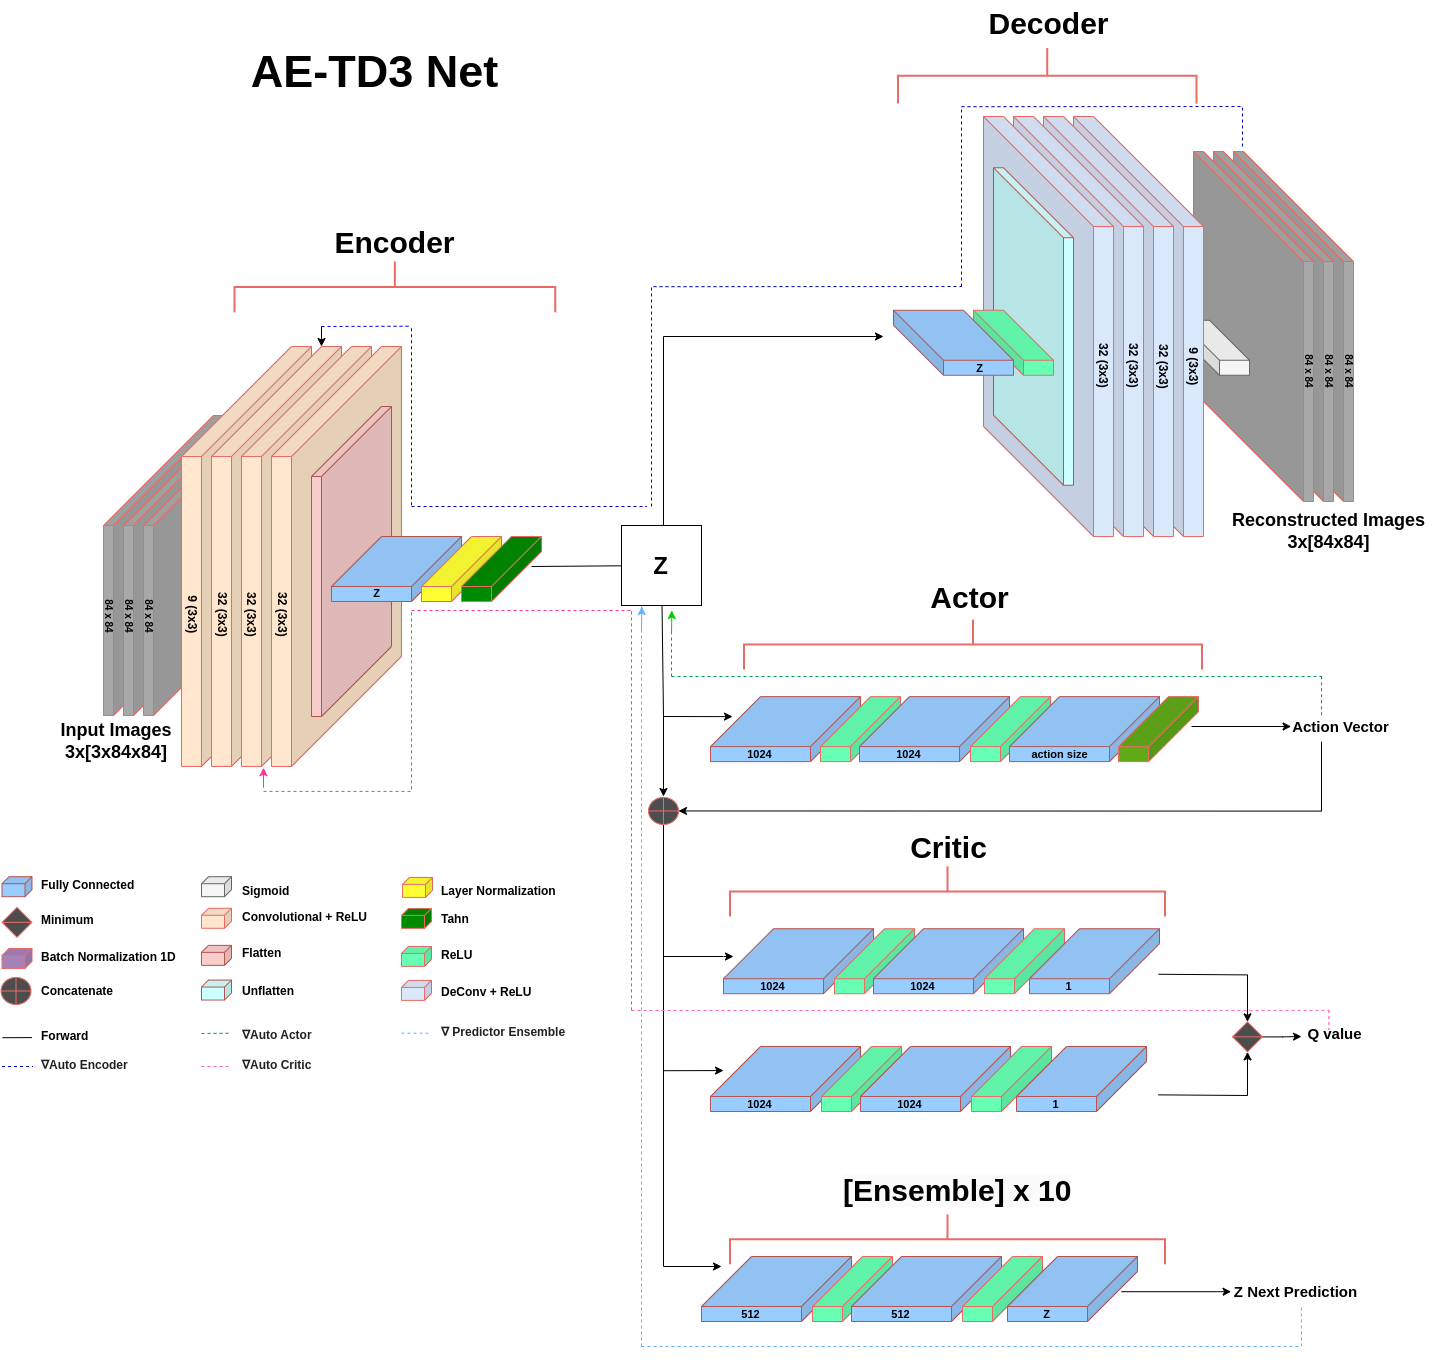 AE-TD3 Net
Decoder
Encoder
Z
32 (3x3)
32 (3x3)
32 (3x3)
9 (3x3)
84 x 84
84 x 84
84 x 84
Reconstructed Images
3x[84x84]
84 x 84
84 x 84
84 x 84
9 (3x3)
32 (3x3)
32 (3x3)
32 (3x3)
Z
Z
Input Images
3x[3x84x84]
Actor
1024
1024
action size
Action Vector
Critic
1024
1024
1
1024
1024
1
Q value
[Ensemble] x 10
512
512
Z
Z Next Prediction
Fully Connected
Minimum
Batch Normalization 1D
Concatenate
Forward
∇Auto Encoder
Sigmoid
Convolutional + ReLU
Flatten
Unflatten
∇Auto Actor
∇Auto Critic
Layer Normalization
Tahn
ReLU
DeConv + ReLU
∇ Predictor Ensemble